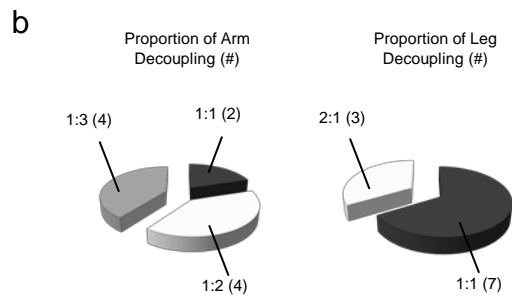 b
Proportion of Arm
Decoupling (#)
Proportion of Leg
Decoupling (#)
1:3 (4)
1:1 (2)
2:1 (3)
1:2 (4)
1:1 (7)